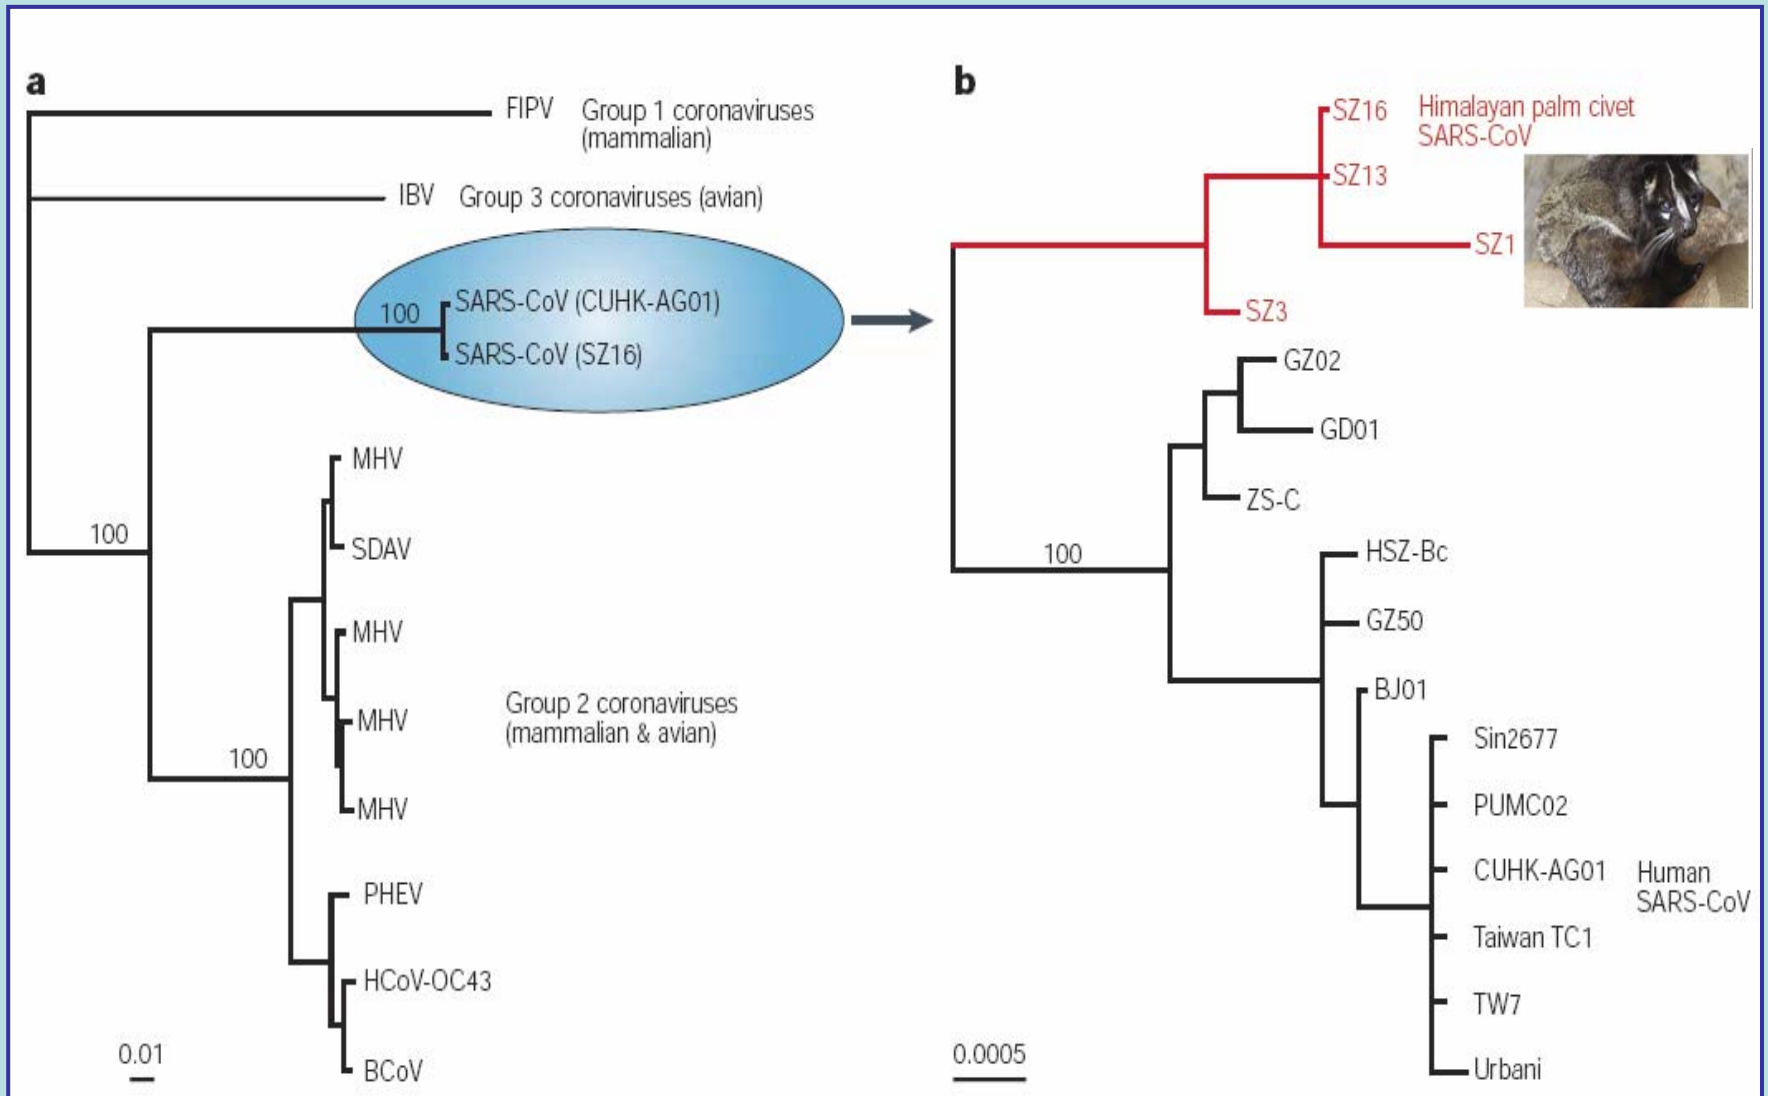 a
FIPV Group 1 coronaviruses
(mammalian)
IBV Group 3 coronaviruses (avian)
100 SARS-CoV (CUHK-AG01)
SARS-CoV (SZ16)
MHV
100
SDAV
MHV
Group 2 coronaviruses
(mammalian & avian)
MHV
100
MHV
PHEV
HCoV-OC43
0.01
BCoV
b
SZ16 Himalayan palm civet
SARS-CoV
SZ13
SZ1
SZ3
GZ02
GD01
ZS-C
100
HSZ-Bc
GZ50
BJ01
Sin2677
PUMC02
CUHK-AG01 Human
SARS-CoV
Taiwan TC1
TW7
0.0005
Urbani